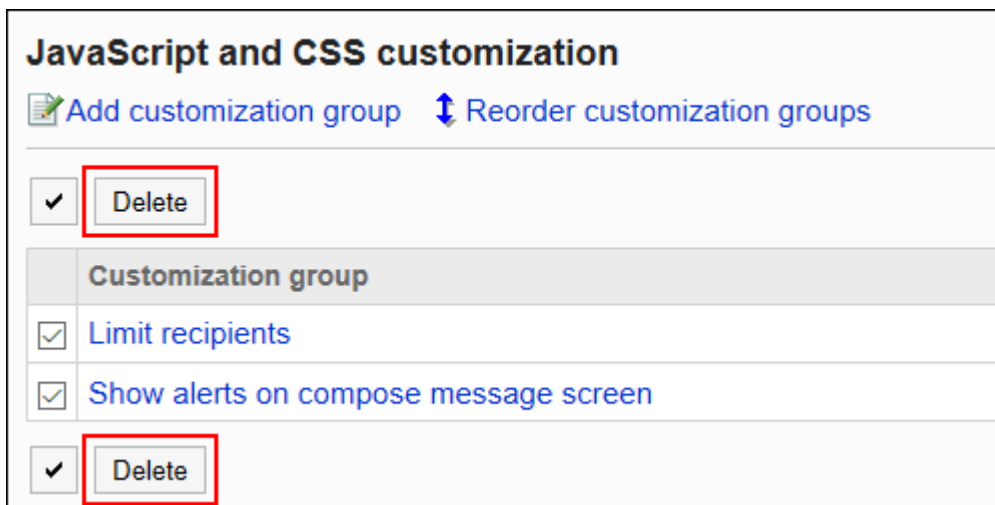 JavaScript and CSS customization
Add customization group Reorder customization groups
Delete
Customization group
Limit recipients
Show alerts on compose message screen
Delete